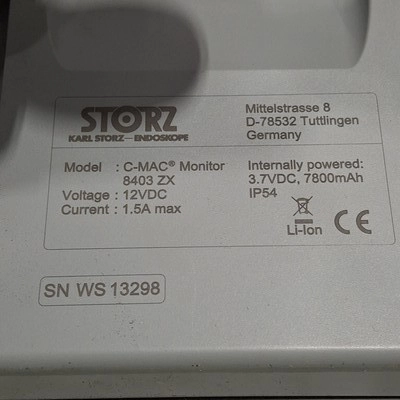 STORZ
KARL STORZ—ENDOSKOPE
Mittelstrasse 8
D-78532 Tuttlingen
Germany
Model : C-MAC® Monitor
8403 ZX
Voltage : 12VDC
Current : 1.5A max
Internally powered:
3.7VDC, 7800mAh
IP54
Li-Ion CE
SN WS 13298